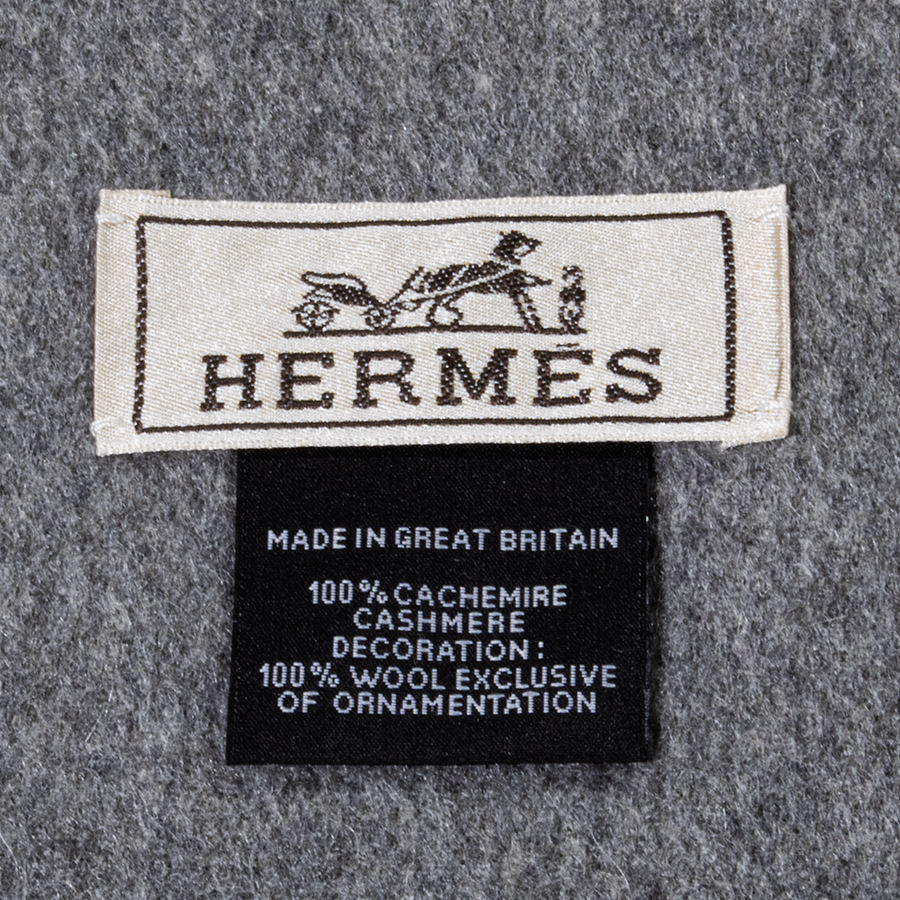 HERMÈS
MADE IN GREAT BRITAIN
100% CACHEMIRE
CASHMERE
DECORATION:
100% WOOL EXCLUSIVE
OF ORNAMENTATION